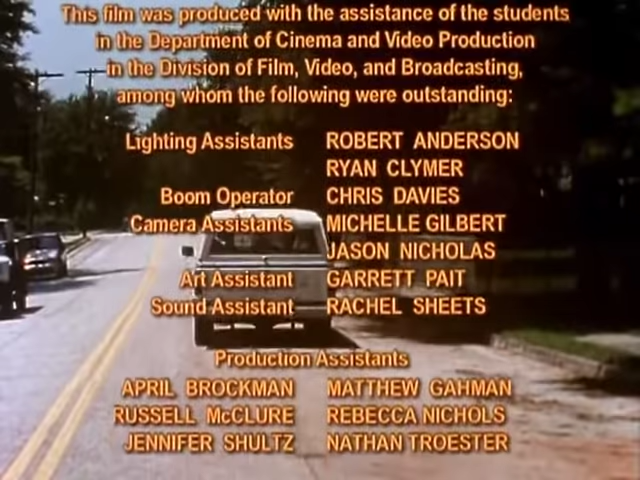 This film was produced with the assistance of the students
in the Department of Cinema and Video Production
in the Division of Film, Video, and Broadcasting,
among whom the following were outstanding:
Lighting Assistants ROBERT ANDERSON
RYAN CLYMER
Boom Operator CHRIS DAVIES
Camera Assistants MICHELLE GILBERT
JASON NICHOLAS
Art Assistant GARRETT PAIT
Sound Assistant RACHEL SHEETS
Production Assistants
APRIL BROCKMAN MATTHEW GAHMAN
RUSSELL McCLURE REBECCA NICHOLS
JENNIFER SHULTZ NATHAN TROESTER